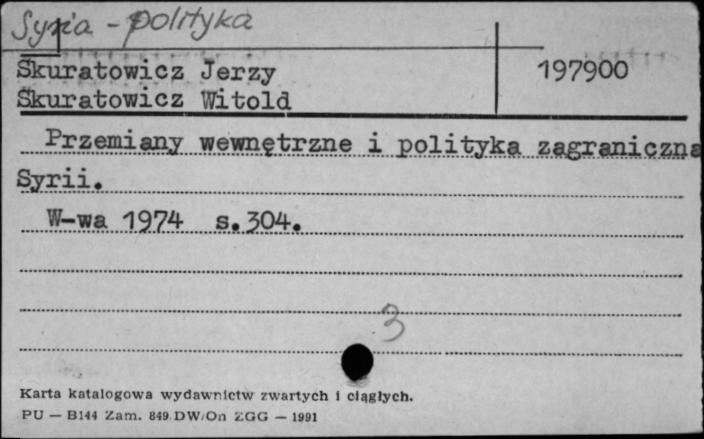 Syria - polityka
Skuratowicz Jerzy 197900
Skuratowicz Witold
Przemiany wewnętrzne i polityka zagraniczna
Syrii.
W-wa 1974 s.304.
3
Karta katalogowa wydawnictw zwartych i ciągłych.
PU — B144 Zam. 849 DW/On ZGG — 1991